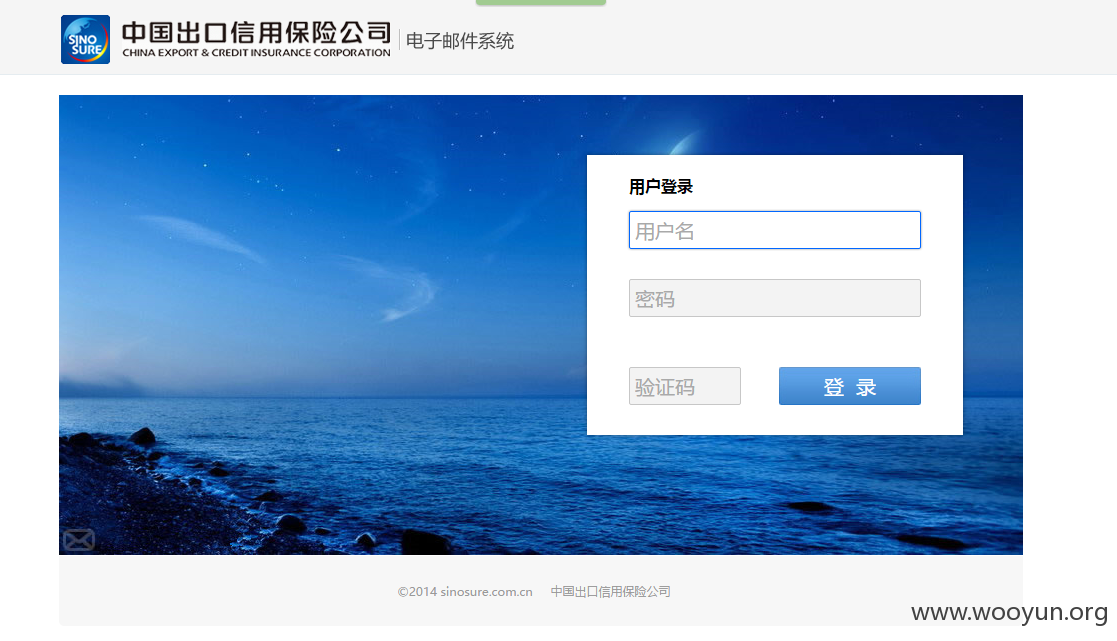 SINO
SURE
中国出口信用保险公司
CHINA EXPORT & CREDIT INSURANCE CORPORATION
电子邮件系统
用户登录
用户名
密码
验证码
登 录
©2014 sinosure.com.cn 中国出口信用保险公司
www.wooyun.org